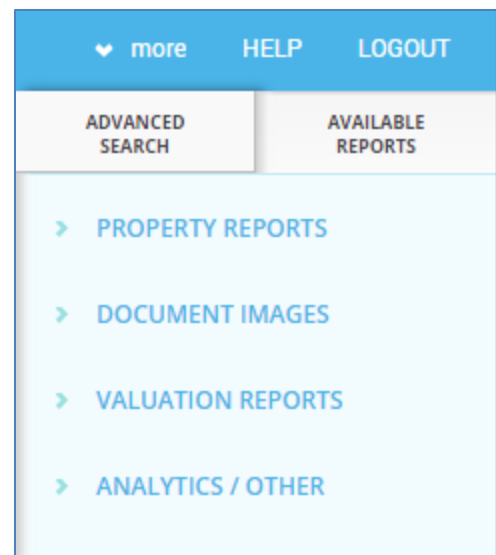 more HELP LOGOUT
ADVANCED SEARCH
AVAILABLE REPORTS
PROPERTY REPORTS
DOCUMENT IMAGES
VALUATION REPORTS
ANALYTICS / OTHER